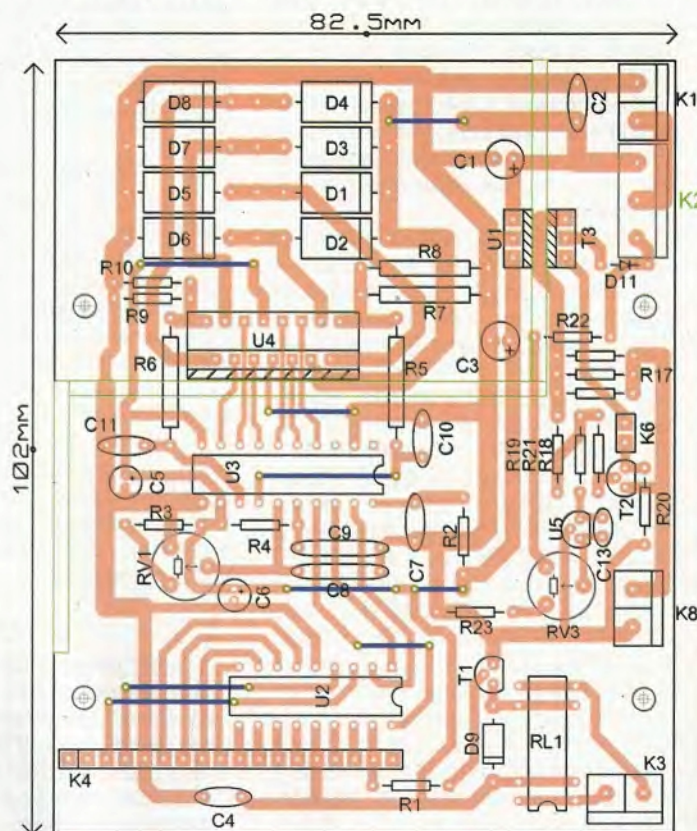 82.5mm
102mm
D8
D4
C2
K1
D7
D3
C1
+
D5
D1
K2
U1
T3
D6
D2
R8
R10
D11
R9
R7
R22
U4
C3
+
R6
R5
R17
C11
C10
K6
R19
R21
R18
U3
C5
T2
R20
R3
R4
C9
R2
U5
C13
RV1
C7
C6
C8
R23
RV3
K8
T1
U2
D9
RL1
K4
K3
R1
C4